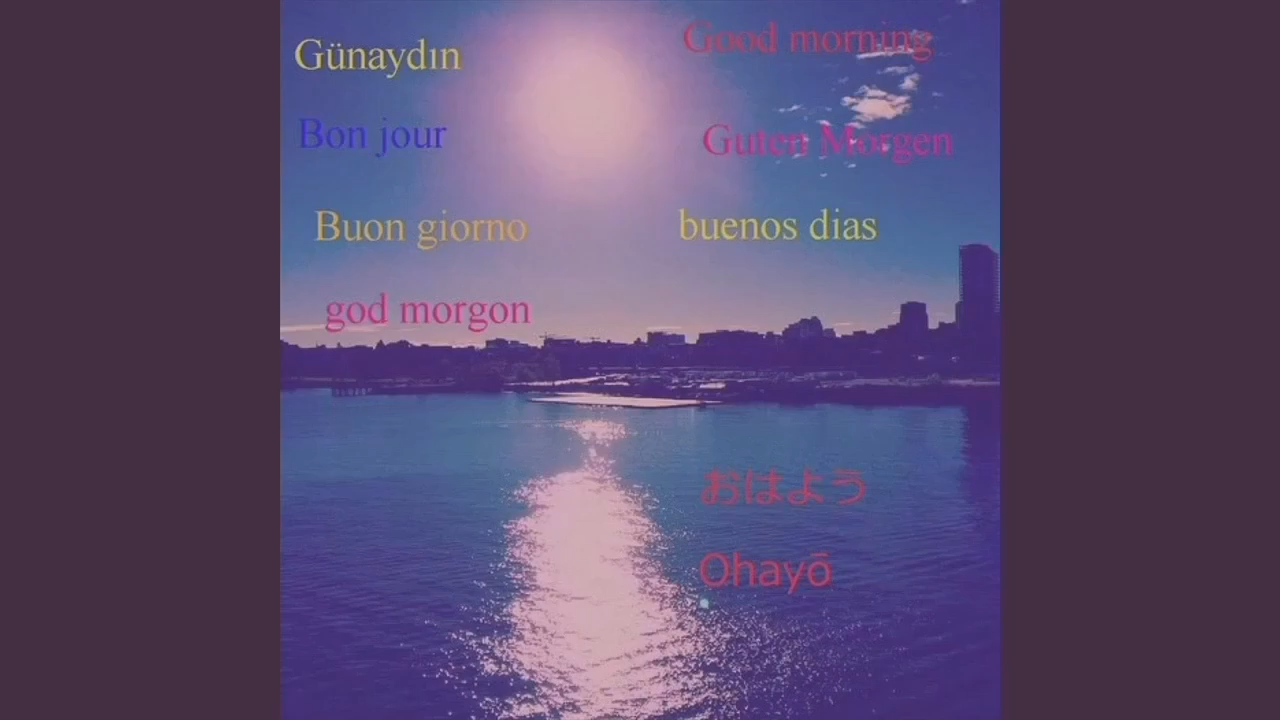 Günaydın
Good morning
Bon jour
Guten Morgen
Buon giorno
buenos dias
god morgon
おはよう
Ohayō